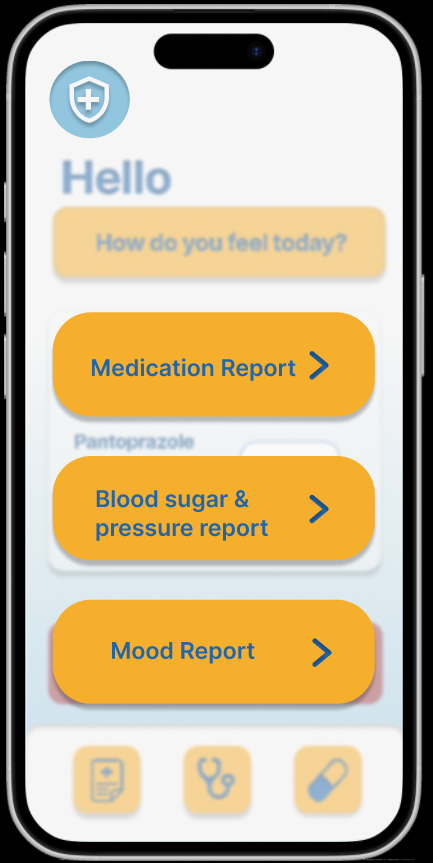 Hello
How do you feel today?
Medication Report
Pantoprazole
Blood sugar &
pressure report
Mood Report